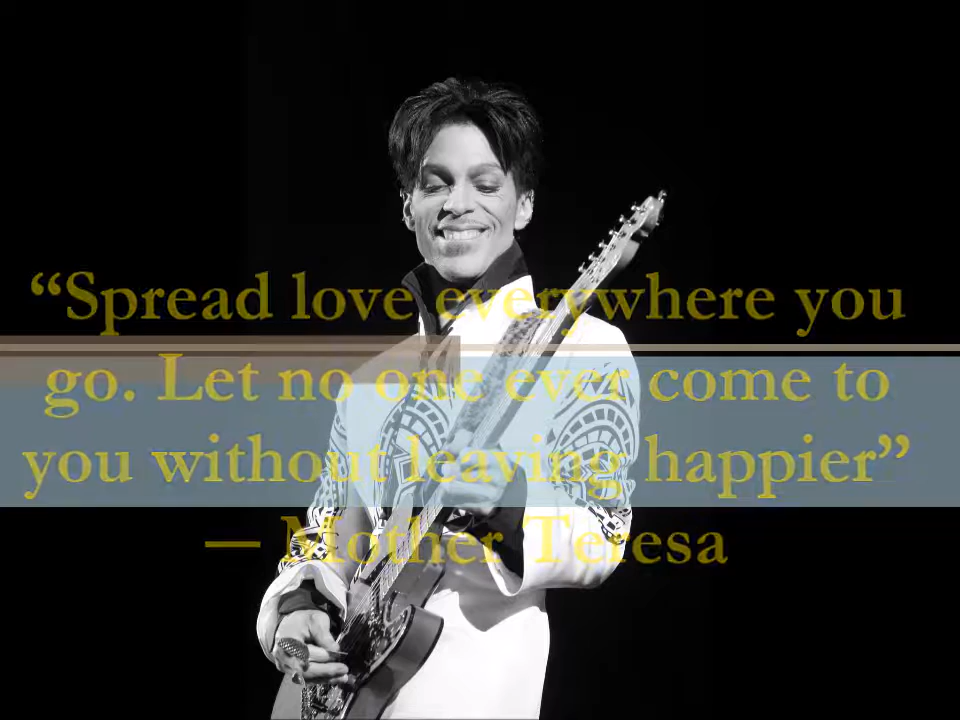 “Spread love everywhere you
go. Let no one ever come to
you without leaving happier”
— Mother Teresa